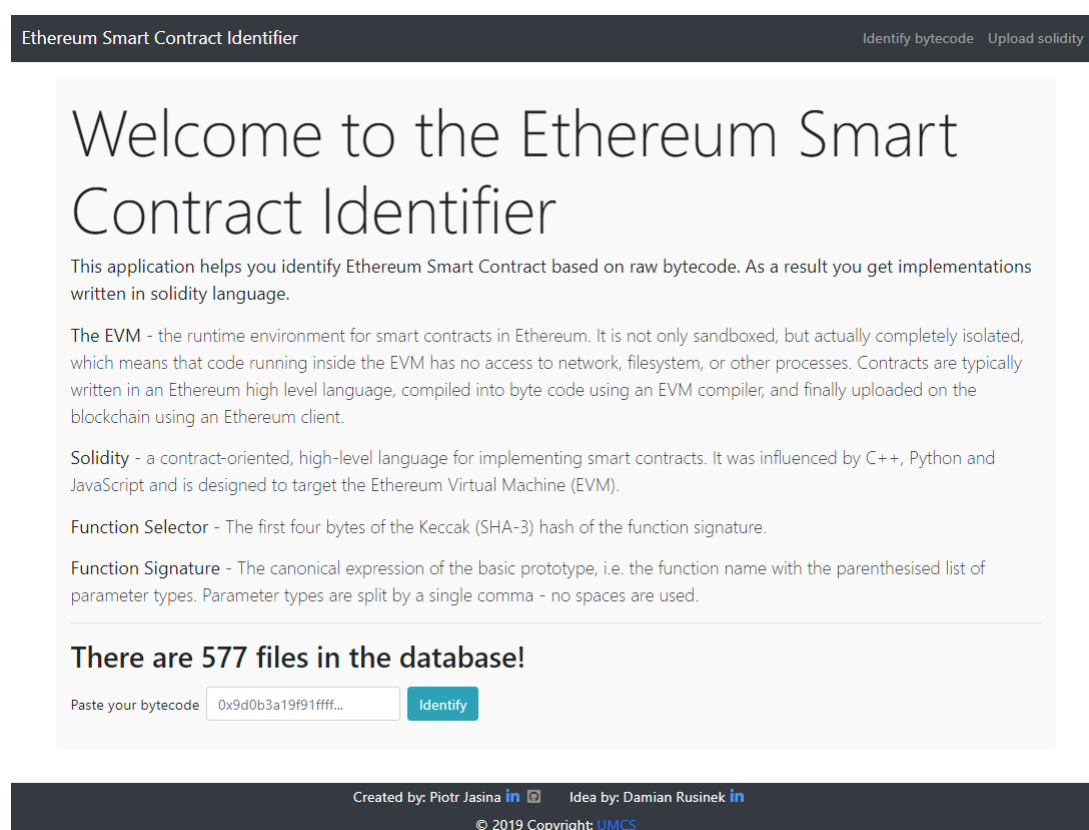 Ethereum Smart Contract Identifier
Identify bytecode Upload solidity
Welcome to the Ethereum Smart
Contract Identifier
This application helps you identify Ethereum Smart Contract based on raw bytecode. As a result you get implementations
written in solidity language.
The EVM - the runtime environment for smart contracts in Ethereum. It is not only sandboxed, but actually completely isolated,
which means that code running inside the EVM has no access to network, filesystem, or other processes. Contracts are typically
written in an Ethereum high level language, compiled into byte code using an EVM compiler, and finally uploaded on the
blockchain using an Ethereum client.
Solidity - a contract-oriented, high-level language for implementing smart contracts. It was influenced by C++, Python and
JavaScript and is designed to target the Ethereum Virtual Machine (EVM).
Function Selector - The first four bytes of the Keccak (SHA-3) hash of the function signature.
Function Signature - The canonical expression of the basic prototype, i.e. the function name with the parenthesised list of
parameter types. Parameter types are split by a single comma - no spaces are used.
There are 577 files in the database!
Paste your bytecode 0x9d0b3a19f91ffff... Identify
Created by: Piotr Jasina in Idea by: Damian Rusinek in
© 2019 Copyright: UMCS